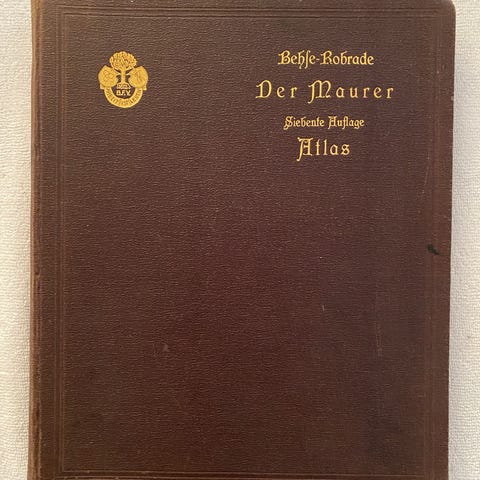 Behse-Robrade
Der Maurer
Siebente Auflage
Atlas
B.F.V.